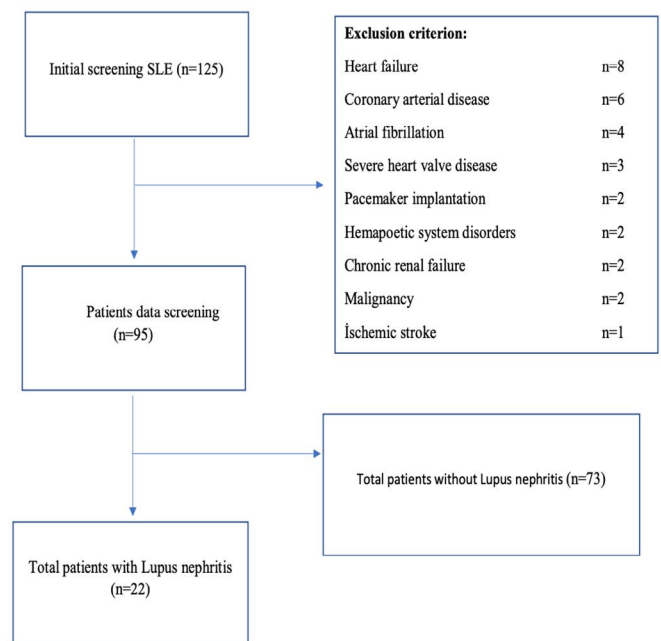 Initial screening SLE (n=125)
Exclusion criterion:
Heart failure n=8
Coronary arterial disease n=6
Atrial fibrillation n=4
Severe heart valve disease n=3
Pacemaker implantation n=2
Hemapoetic system disorders n=2
Chronic renal failure n=2
Malignancy n=2
İschemic stroke n=1
Patients data screening
(n=95)
Total patients without Lupus nephritis (n=73)
Total patients with Lupus nephritis
(n=22)